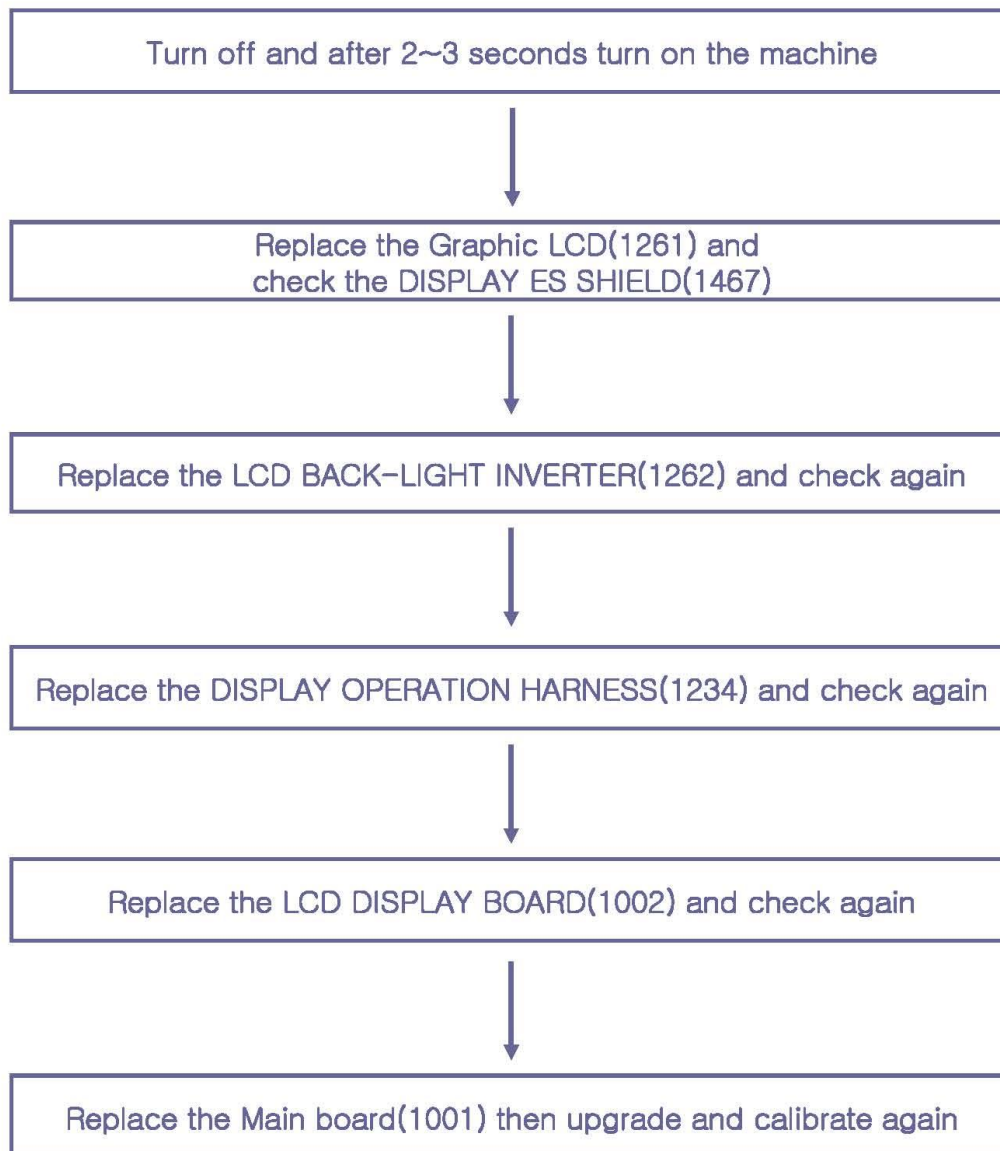 Turn off and after 2~3 seconds turn on the machine
Replace the Graphic LCD(1261) and
check the DISPLAY ES SHIELD(1467)
Replace the LCD BACK-LIGHT INVERTER(1262) and check again
Replace the DISPLAY OPERATION HARNESS(1234) and check again
Replace the LCD DISPLAY BOARD(1002) and check again
Replace the Main board(1001) then upgrade and calibrate again